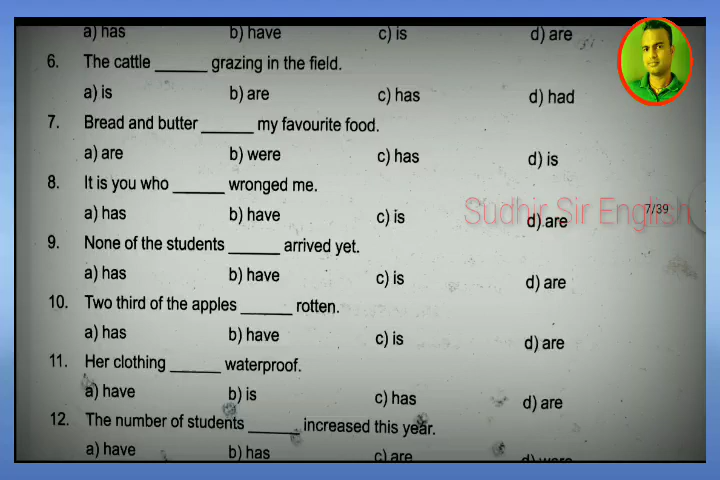 a) has b) have c) is d) are
6. The cattle ______ grazing in the field.
a) is b) are c) has d) had
7. Bread and butter ______ my favourite food.
a) are b) were c) has d) is
8. It is you who ______ wronged me.
a) has b) have c) is d) are
Sudhir Sir English
7/39
9. None of the students ______ arrived yet.
a) has b) have c) is d) are
10. Two third of the apples ______ rotten.
a) has b) have c) is d) are
11. Her clothing ______ waterproof.
a) have b) is c) has d) are
12. The number of students ______ increased this year.
a) have b) has c) are d) were